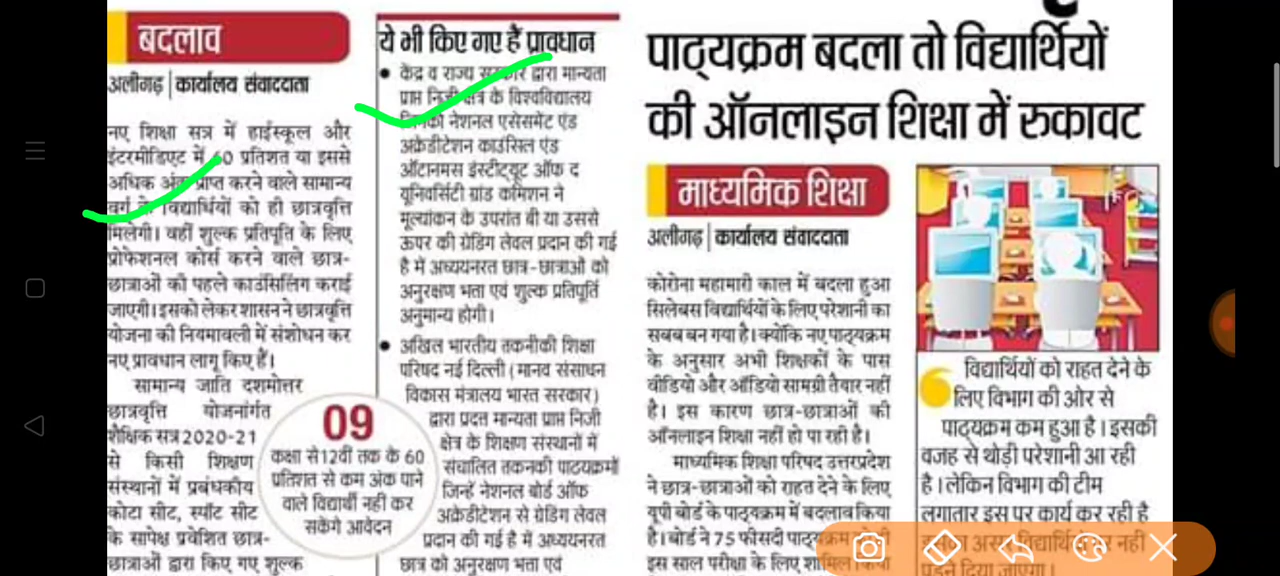 बदलाव
अलीगढ़ | कार्यालय संवाददाता
नए शिक्षा सत्र में हाईस्कूल और
इंटरमीडिएट में 60 प्रतिशत या इससे
अधिक अंक प्राप्त करने वाले सामान्य
वर्ग के विद्यार्थियों को ही छात्रवृत्ति
मिलेगी। वहीं शुल्क प्रतिपूति के लिए
प्रोफेशनल कोर्स करने वाले छात्र-
छात्राओं की पहले काउंसिलिंग कराई
जाएगी। इसको लेकर शासन ने छात्रवृत्ति
योजना की नियमावली में संशोधन कर
नए प्रावधान लागू किए हैं।
सामान्य जाति दशमोत्तर
छात्रवृत्ति योजनांर्गत
शैक्षिक सत्र 2020-21
से किसी शिक्षण
संस्थानों में प्रबंधकीय
कोटा सीट, स्पॉट सीट
के सापेक्ष प्रवेशित छात्र-
छात्राओं द्वारा किए गए शुल्क
09
कक्षा से 12वीं तक के 60
प्रतिशत से कम अंक पाने
वाले विद्यार्थी नहीं कर
सकेंगे आवेदन
ये भी किए गए हैं प्रावधान
• केंद्र व राज्य सरकार द्वारा मान्यता
प्राप्त निजी क्षेत्र के विश्वविद्यालय
जिनको नेशनल एसेसमेंट एंड
अक्रेडीटेशन काउंसिल एंड
ऑटानमस इंस्टीट्यूट ऑफ द
यूनिवर्सिटी ग्रांड कमिशन ने
मूल्यांकन के उपरांत बी या उससे
ऊपर की ग्रेडिंग लेवल प्रदान की गई
है में अध्ययनरत छात्र-छात्राओं को
अनुरक्षण भत्ता एवं शुल्क प्रतिपूर्ति
अनुमान्य होगी।
• अखिल भारतीय तकनीकी शिक्षा
परिषद नई दिल्ली (मानव संसाधन
विकास मंत्रालय भारत सरकार)
द्वारा प्रदत्त मान्यता प्राप्त निजी
क्षेत्र के शिक्षण संस्थानों में
संचालित तकनकी पाठयक्रमों
जिन्हें नेशनल बोर्ड ऑफ
अक्रेडीटेशन से ग्रेडिंग लेवल
प्रदान की गई है में अध्ययनरत
छात्र को अनुरक्षण भत्ता एवं
पाठ्यक्रम बदला तो विद्यार्थियों
की ऑनलाइन शिक्षा में रुकावट
माध्यमिक शिक्षा
अलीगढ़ | कार्यालय संवाददाता
कोरोना महामारी काल में बदला हुआ
सिलेबस विद्यार्थियों के लिए परेशानी का
सबब बन गया है। क्योंकि नए पाठ्यक्रम
के अनुसार अभी शिक्षकों के पास
वीडियो और ऑडियो सामग्री तैयार नहीं
है। इस कारण छात्र-छात्राओं की
ऑनलाइन शिक्षा नहीं हो पा रही है।
माध्यमिक शिक्षा परिषद उत्तरप्रदेश
ने छात्र-छात्राओं को राहत देने के लिए
यूपी बोर्ड के पाठ्यक्रम में बदलाव किया
है। बोर्ड ने 75 फीसदी पाठ्यक्रम को ही
इस साल परीक्षा के लिए शामिल किया
विद्यार्थियों को राहत देने के
लिए विभाग की ओर से
पाठ्यक्रम कम हुआ है। इसकी
वजह से थोड़ी परेशानी आ रही
है। लेकिन विभाग की टीम
लगातार इस पर कार्य कर रही है
नहीं
पड़ने दिया जाएगा।